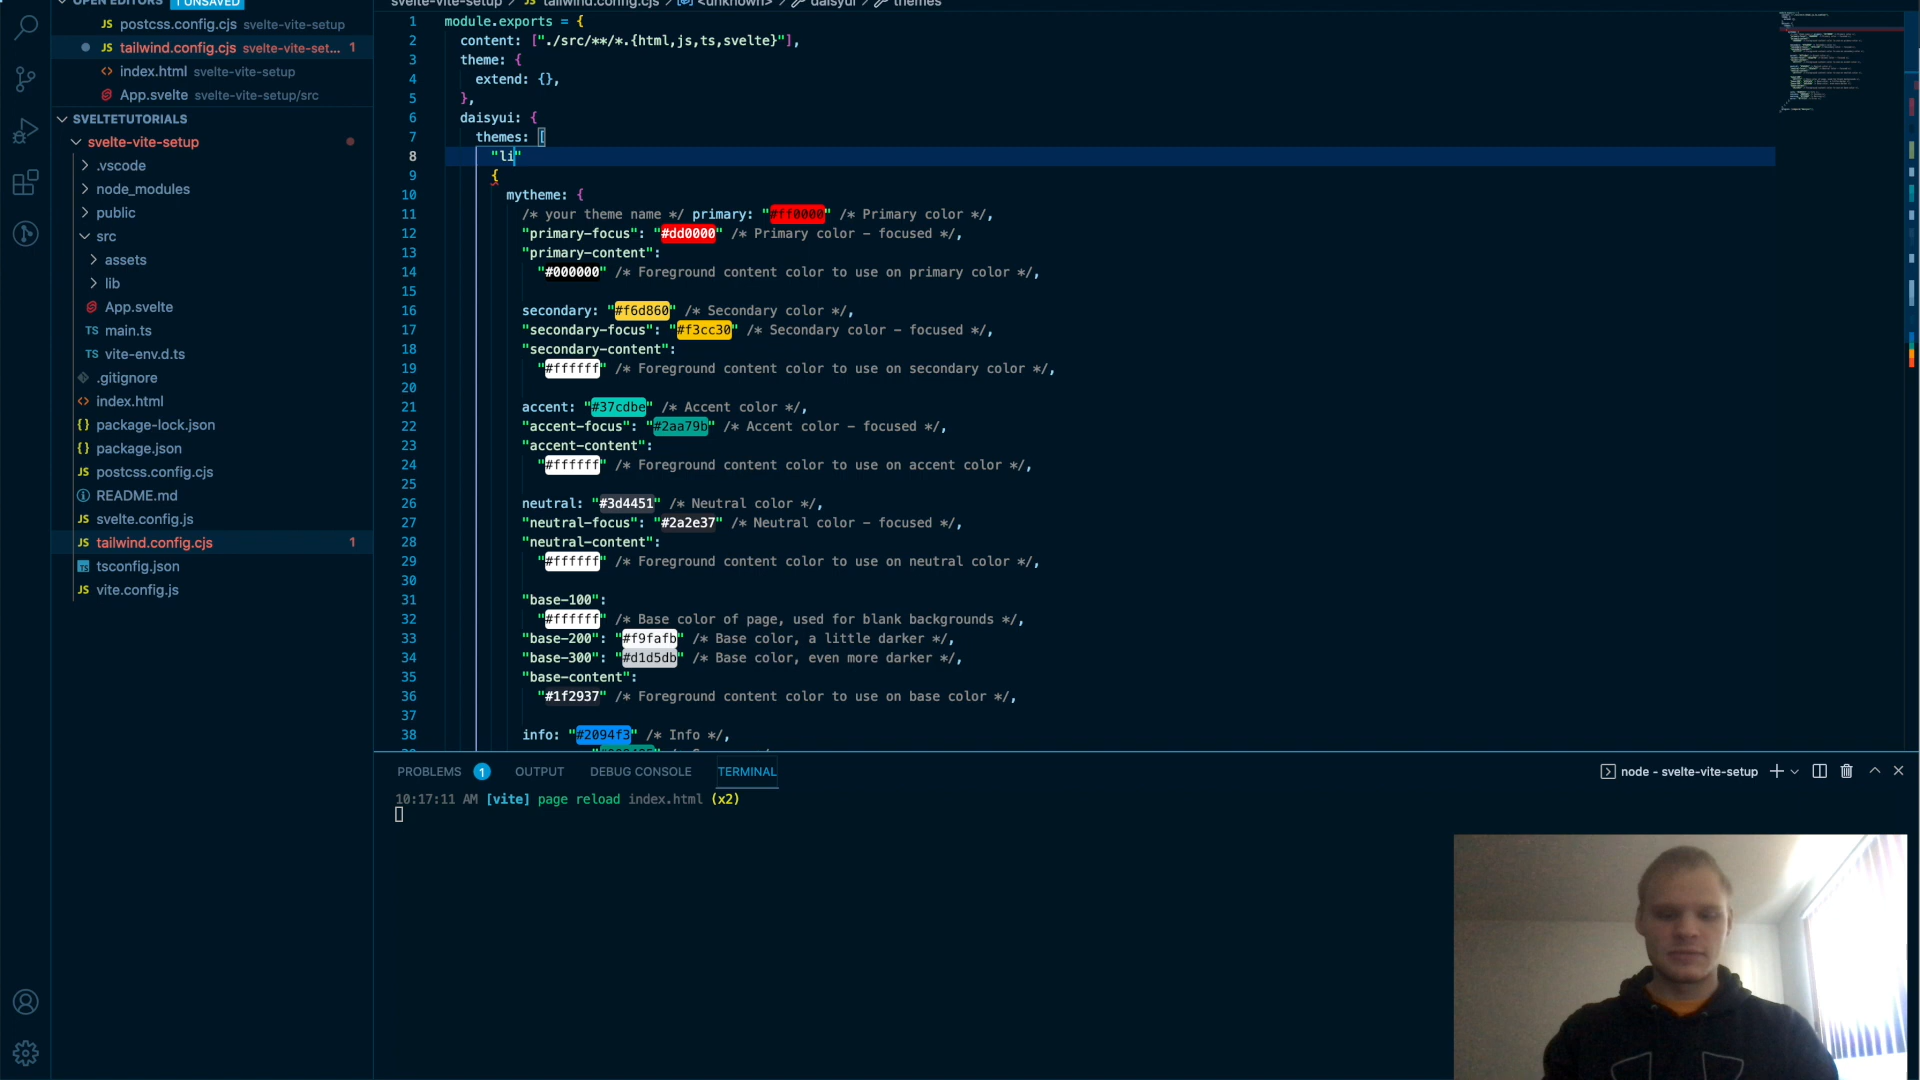 OPEN EDITORS 1 UNSAVED
postcss.config.cjs svelte-vite-setup
JS tailwind.config.cjs svelte-vite-set... 1
<> index.html svelte-vite-setup
App.svelte svelte-vite-setup/src
SVELTETUTORIALS
svelte-vite-setup
.vscode
node_modules
public
src
assets
lib
App.svelte
TS main.ts
TS vite-env.d.ts
.gitignore
<> index.html
{} package-lock.json
{} package.json
JS postcss.config.cjs
README.md
JS svelte.config.js
JS tailwind.config.cjs 1
TS tsconfig.json
JS vite.config.js
svelte-vite-setup > JS tailwind.config.cjs > <unknown> > daisyui > themes
1 module.exports = {
2 content: ["./src/**/*.{html,js,ts,svelte}"],
3 theme: {
4 extend: {},
5 },
6 daisyui: {
7 themes: [
8 "li"
9 {
10 mytheme: {
11 /* your theme name */ primary: "#ff0000" /* Primary color */,
12 "primary-focus": "#dd0000" /* Primary color - focused */,
13 "primary-content":
14 "#000000" /* Foreground content color to use on primary color */,
15
16 secondary: "#f6d860" /* Secondary color */,
17 "secondary-focus": "#f3cc30" /* Secondary color - focused */,
18 "secondary-content":
19 "#ffffff" /* Foreground content color to use on secondary color */,
20
21 accent: "#37cdbe" /* Accent color */,
22 "accent-focus": "#2aa79b" /* Accent color - focused */,
23 "accent-content":
24 "#ffffff" /* Foreground content color to use on accent color */,
25
26 neutral: "#3d4451" /* Neutral color */,
27 "neutral-focus": "#2a2e37" /* Neutral color - focused */,
28 "neutral-content":
29 "#ffffff" /* Foreground content color to use on neutral color */,
30
31 "base-100":
32 "#ffffff" /* Base color of page, used for blank backgrounds */,
33 "base-200": "#f9fafb" /* Base color, a little darker */,
34 "base-300": "#d1d5db" /* Base color, even more darker */,
35 "base-content":
36 "#1f2937" /* Foreground content color to use on base color */,
37
38 info: "#2094f3" /* Info */,
PROBLEMS 1 OUTPUT DEBUG CONSOLE TERMINAL node - svelte-vite-setup
10:17:11 AM [vite] page reload index.html (x2)